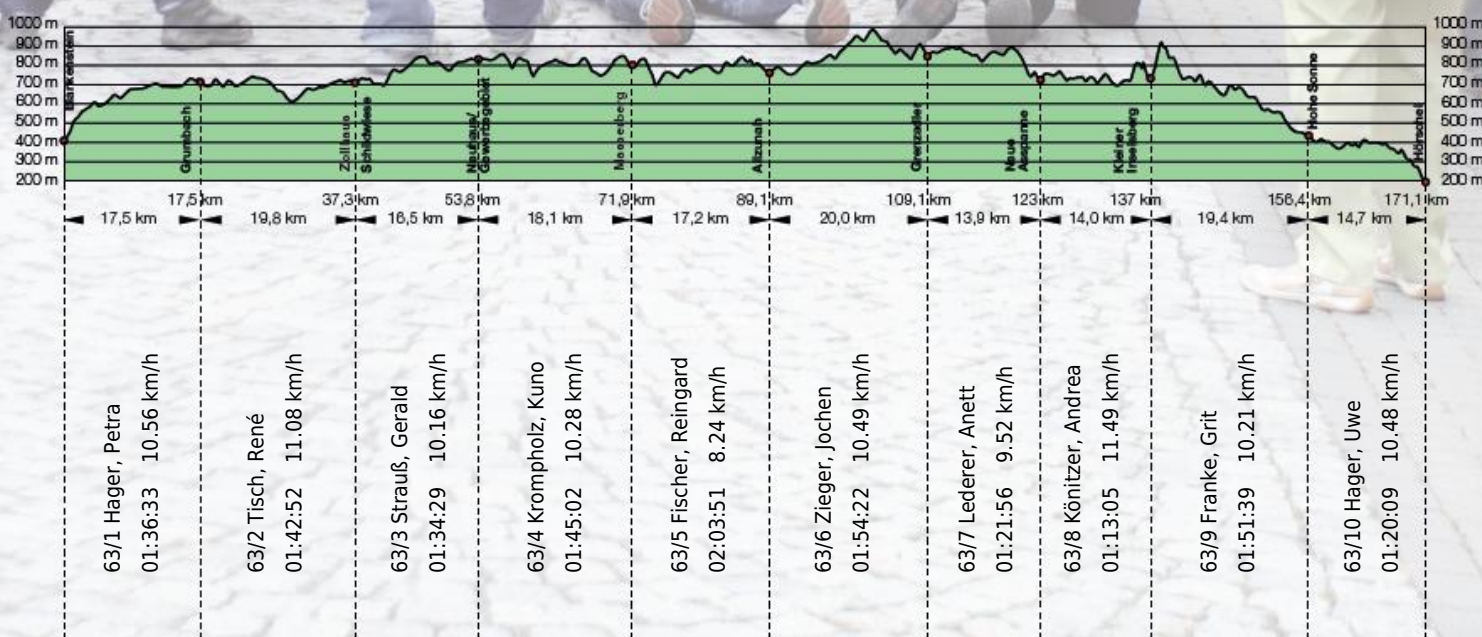 1000 m
900 m
800 m
700 m
600 m
500 m
400 m
300 m
200 m
1000 m
900 m
800 m
700 m
600 m
500 m
400 m
300 m
200 m
Blankenstein
Grumbach
Zollhaus
Schildwiese
Neuhaus/
Masserberg
Allzunah
Grenzadler
Neue
Ausspanne
Kleiner
Inselsberg
Hohe Sonne
Hörschel
17,5 km 37,3 km 53,8 km 71,9 km 89,1 km 109,1 km 123 km 137 km 156,4 km 171,1 km
17,5 km 19,8 km 16,5 km 18,1 km 17,2 km 20,0 km 13,9 km 14,0 km 19,4 km 14,7 km
63/1 Hager, Petra
01:36:33 10.56 km/h
63/2 Tisch, René
01:42:52 11.08 km/h
63/3 Strauß, Gerald
01:34:29 10.16 km/h
63/4 Krompholz, Kuno
01:45:02 10.28 km/h
63/5 Fischer, Reingard
02:03:51 8.24 km/h
63/6 Zieger, Jochen
01:54:22 10.49 km/h
63/7 Lederer, Anett
01:21:56 9.52 km/h
63/8 Könitzer, Andrea
01:13:05 11.49 km/h
63/9 Franke, Grit
01:51:39 10.21 km/h
63/10 Hager, Uwe
01:20:09 10.48 km/h